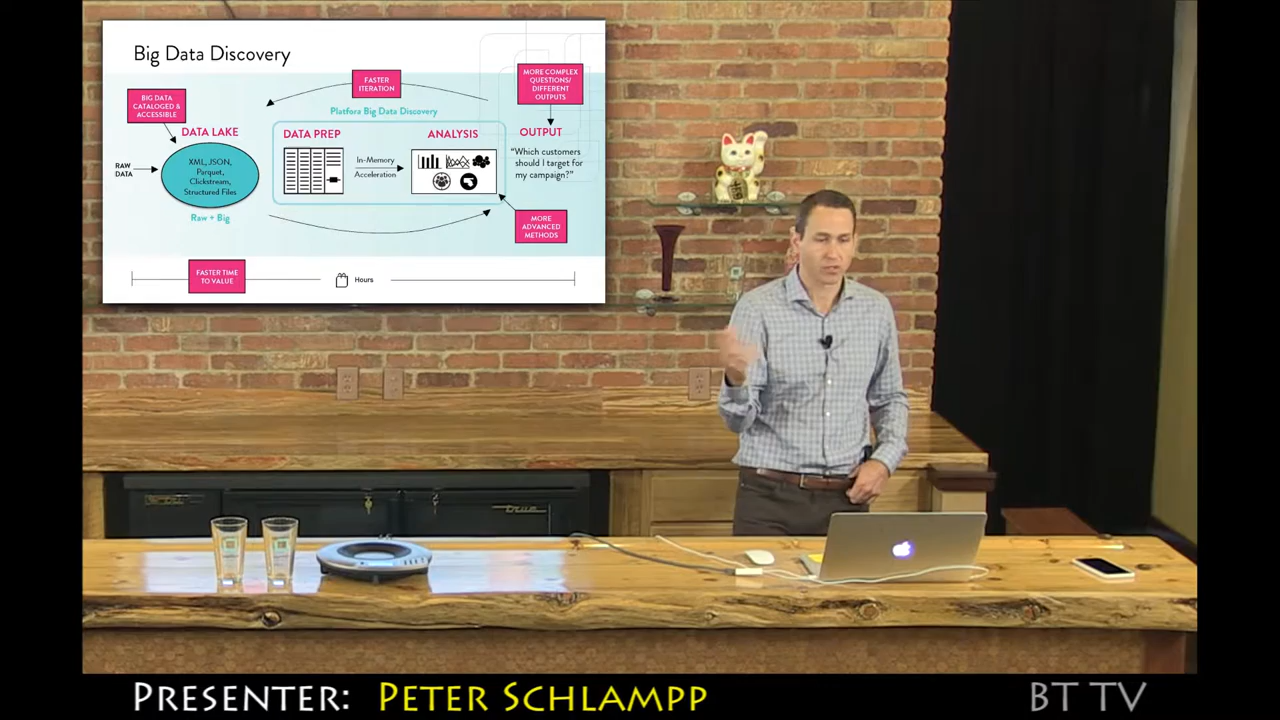 Big Data Discovery
FASTER
ITERATION
MORE COMPLEX
QUESTIONS/
DIFFERENT
OUTPUTS
BIG DATA
CATALOGED &
ACCESSIBLE
Platfora Big Data Discovery
DATA LAKE
DATA PREP
ANALYSIS
OUTPUT
RAW
DATA
XML, JSON,
Parquet,
Clickstream,
Structured Files
In-Memory
Acceleration
"Which customers
should I target for
my campaign?"
Raw + Big
MORE
ADVANCED
METHODS
FASTER TIME
TO VALUE
Hours
true
PRESENTER: PETER SCHLAMPP
BT TV